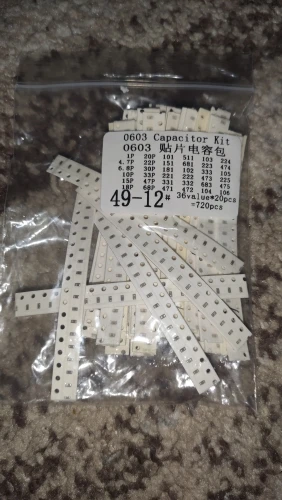 0603 Capacitor Kit
0603 贴片电容包
1P 20P 101 511 103 224
4.7P 22P 151 681 223 474
6.8P 30P 181 102 333 105
10P 33P 221 222 473 225
15P 47P 331 332 683 475
18P 68P 471 472 104 106
49-12# 36value*20pcs
=720pcs